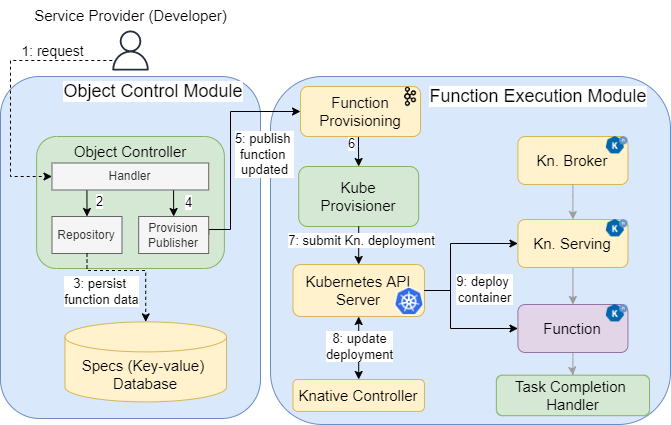 Service Provider (Developer)
1: request
Object Control Module
Object Controller
Handler
2
4
Repository
Provision
Publisher
3: persist
function data
Specs (Key-value)
Database
5: publish
function
updated
Function Execution Module
Function
Provisioning
6
Kube
Provisioner
7: submit Kn. deployment
Kubernetes API
Server
8: update
deployment
Knative Controller
9: deploy
container
Kn. Broker
Kn. Serving
Function
Task Completion
Handler